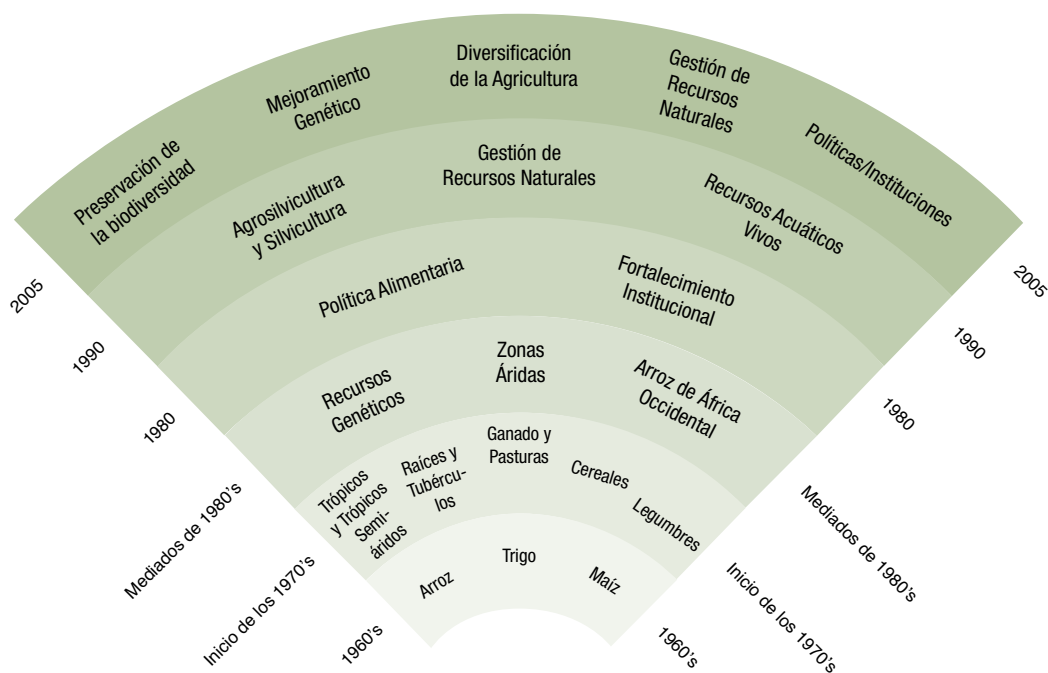 Diversificación
de la Agricultura
Mejoramiento
Genético
Gestión de
Recursos
Naturales
Preservación de
la biodiversidad
Políticas/Instituciones
Gestión de
Recursos Naturales
Agrosilvicultura
y Silvicultura
Recursos Acuáticos
Vivos
Política Alimentaria
Fortalecimiento
Institucional
Recursos
Genéticos
Zonas
Áridas
Arroz de África
Occidental
Trópicos
y Trópicos
Semi-
áridos
Raíces y
Tubércu-
los
Ganado y
Pasturas
Cereales
Legumbres
Arroz
Trigo
Maíz
2005
1990
1980
Mediados de 1980's
Inicio de los 1970's
1960's
2005
1990
1980
Mediados de 1980's
Inicio de los 1970's
1960's